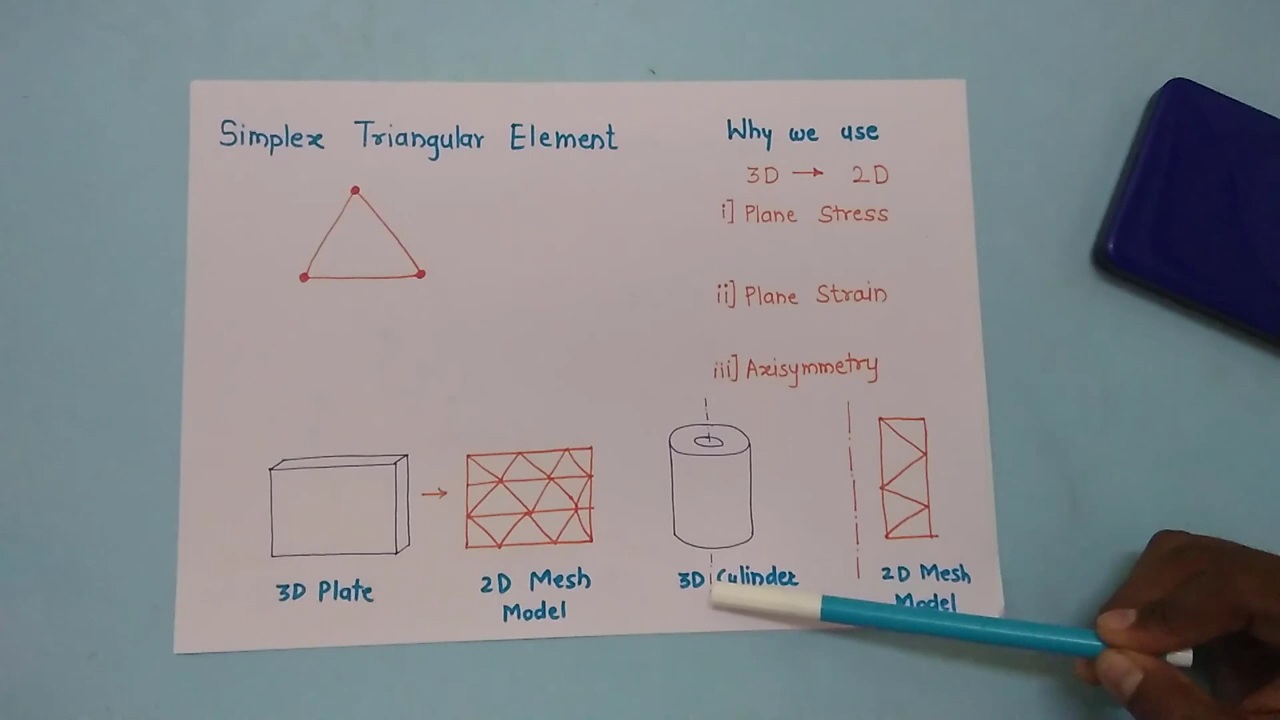 Simplex Triangular Element
Why we use
3D → 2D
i] Plane Stress
ii] Plane Strain
iii] Axisymmetry
3D Plate
2D Mesh
Model
3D Culinder
2D Mesh
Model